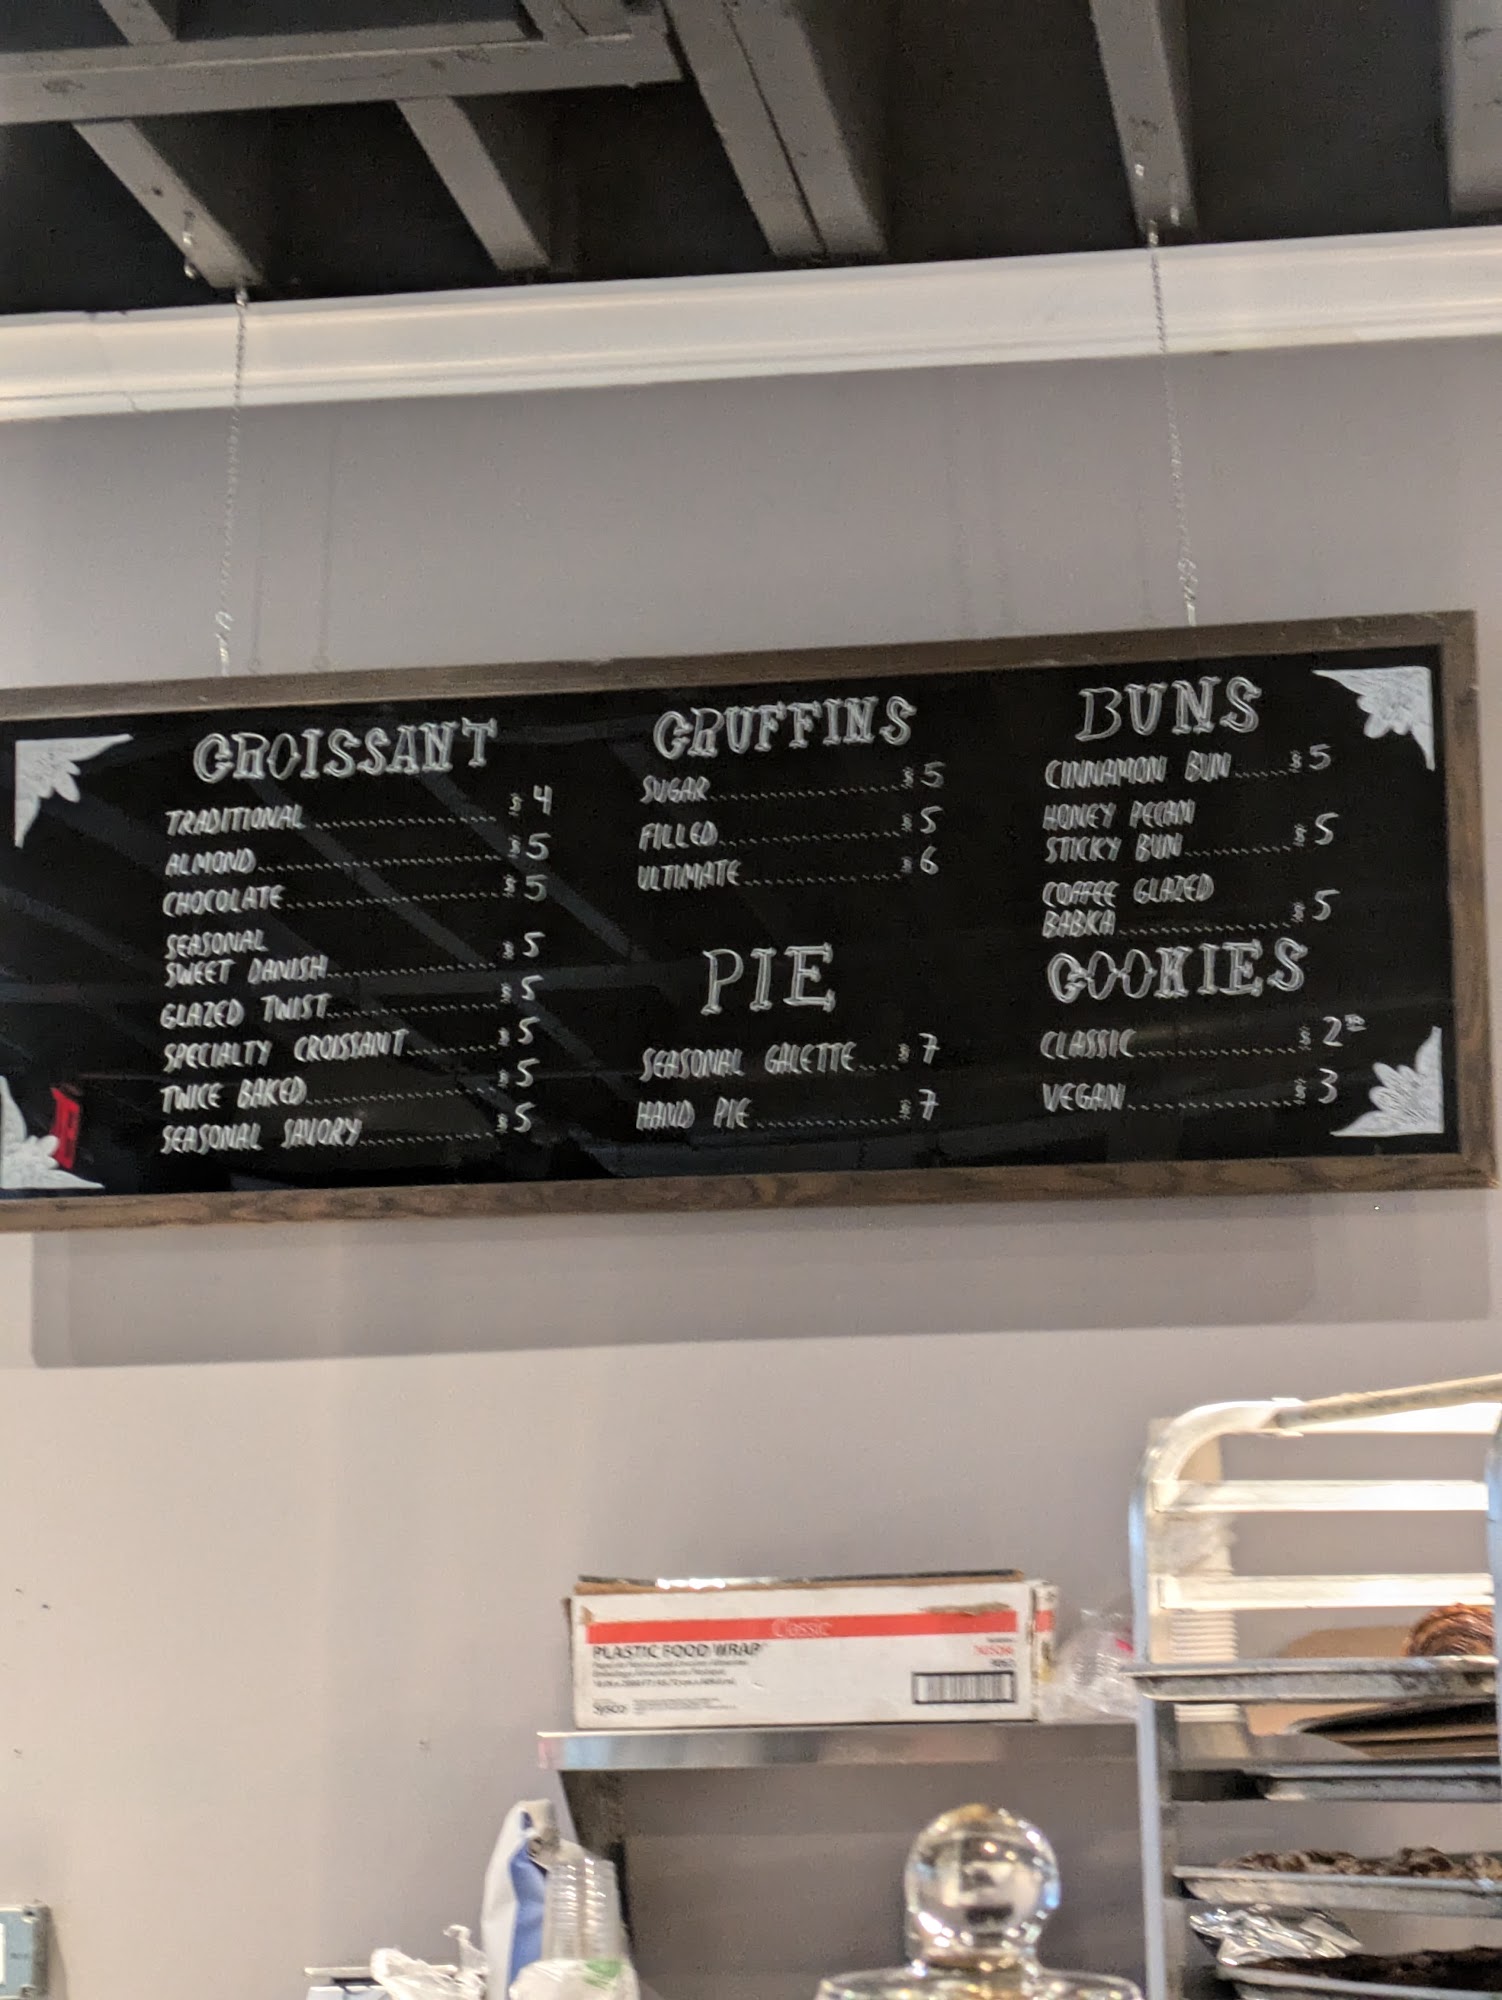 CROISSANT
TRADITIONAL.................... $ 4
ALMOND.................... $ 5
CHOCOLATE.................... $ 5
SEASONAL
SWEET DANISH.................... $ 5
GLAZED TWIST.................... $ 5
SPECIALTY CROISSANT.......... $ 5
TWICE BAKED.................... $ 5
SEASONAL SAVORY.................... $ 5
CRUFFINS
SUGAR.................... $ 5
FILLED.................... $ 5
ULTIMATE.................... $ 6
PIE
SEASONAL GALETTE.... $ 7
HAND PIE.................... $ 7
BUNS
CINNAMON BUN...... $ 5
HONEY PECAN
STICKY BUN.............. $ 5
COFFEE GLAZED
BABKA.................... $ 5
COOKIES
CLASSIC.................... $ 2 50
VEGAN.................... $ 3
Classic
PLASTIC FOOD WRAP
Sysco